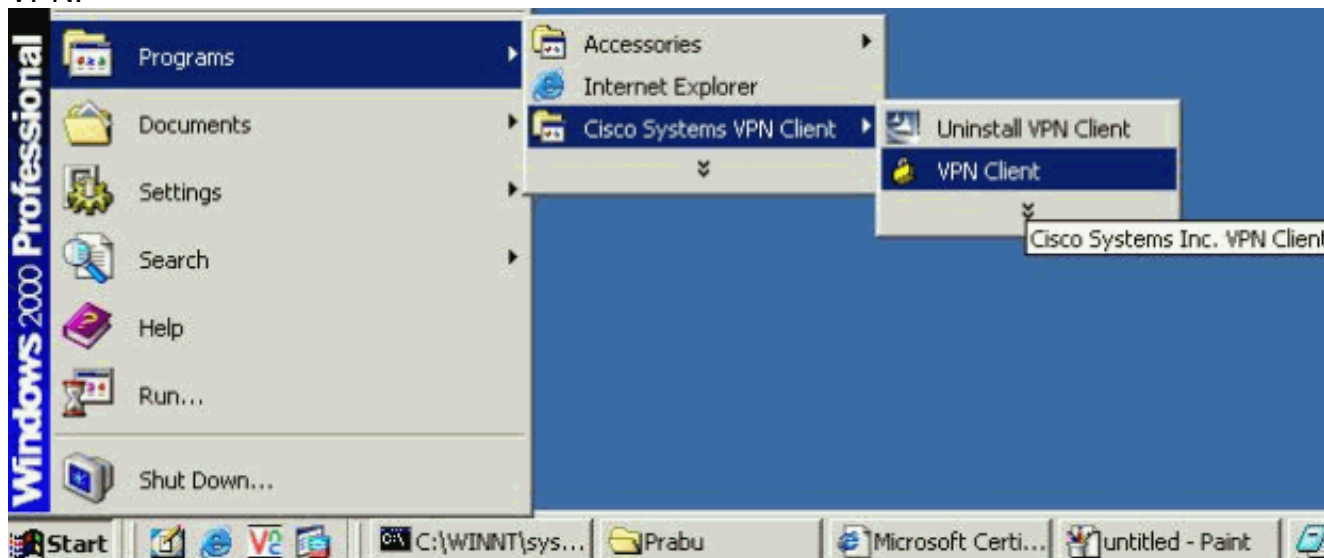 Windows 2000 Professional
Programs
Documents
Settings
Search
Help
Run...
Shut Down...
Accessories
Internet Explorer
Cisco Systems VPN Client
Uninstall VPN Client
VPN Client
Cisco Systems Inc. VPN Client
Start
C:\WINNT\sys...
Prabu
Microsoft Certi...
untitled - Paint